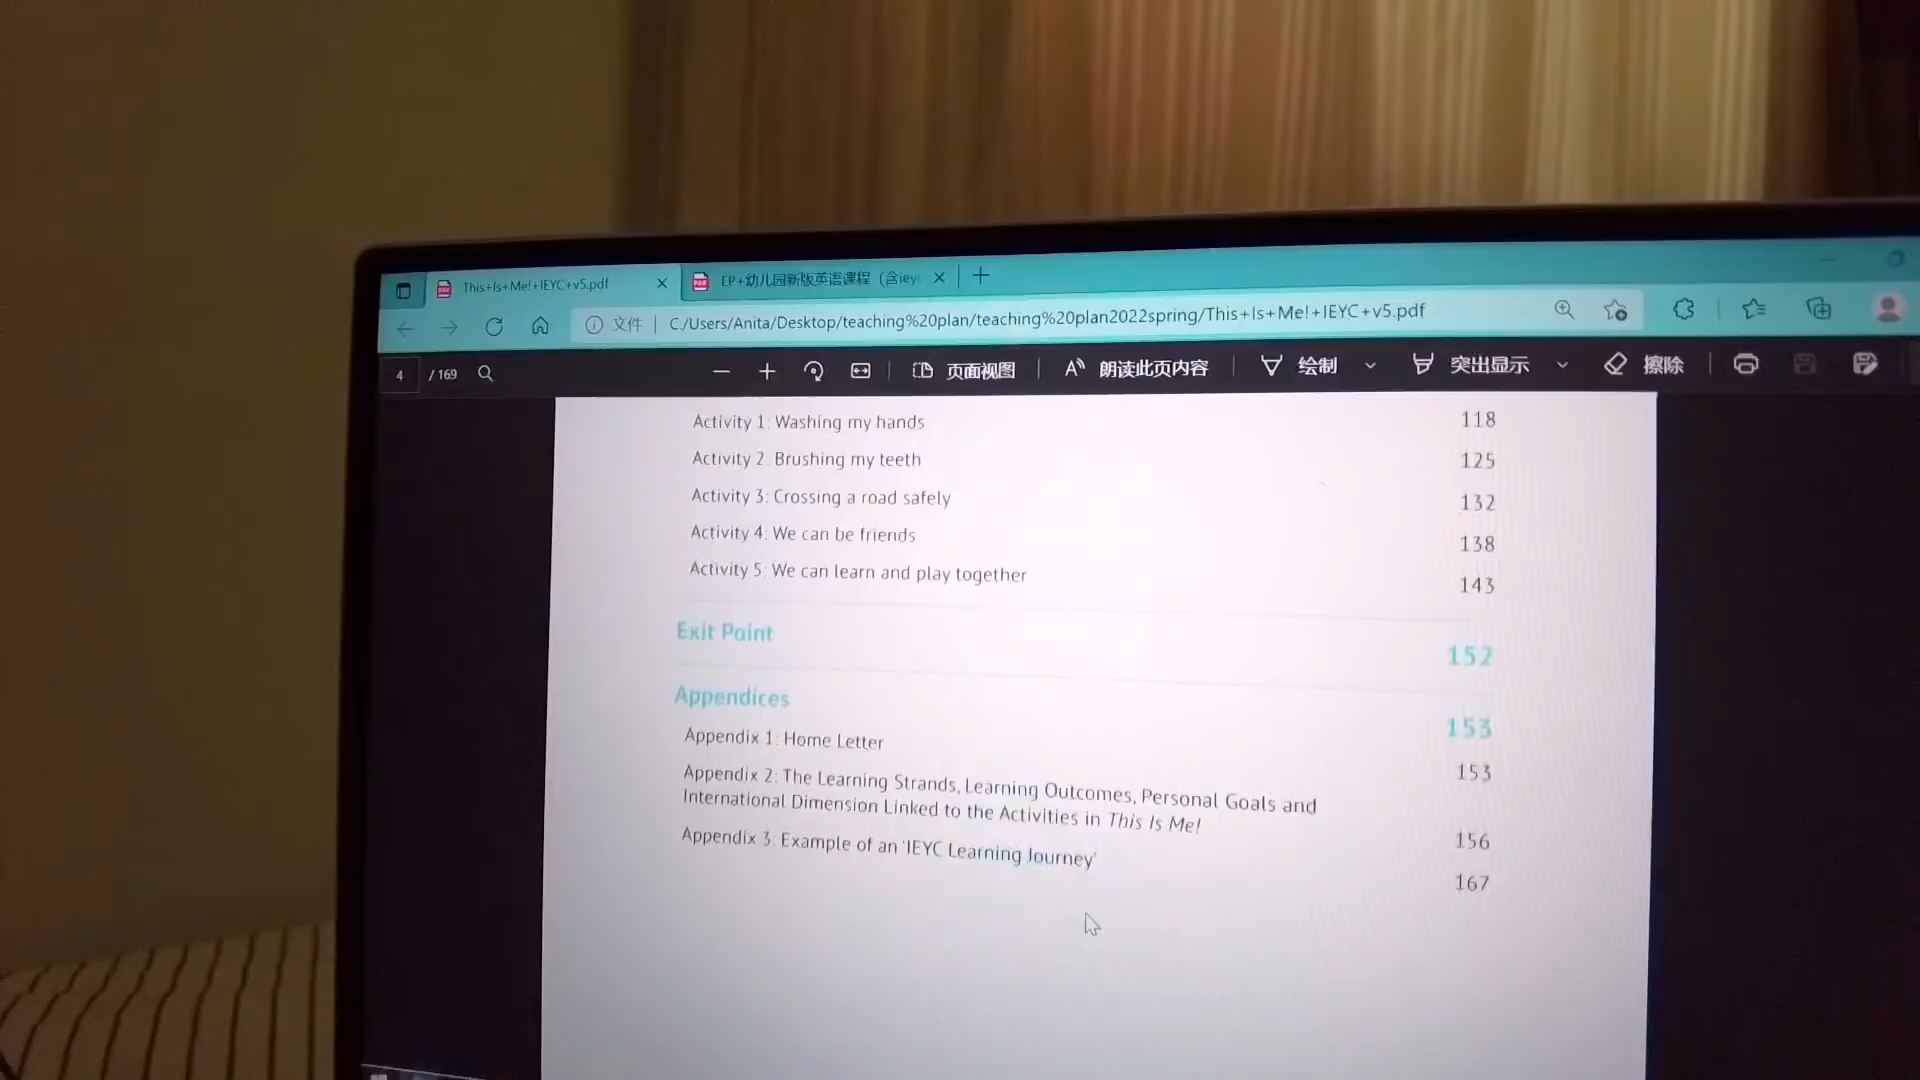 This+Is+Me!+IEYC+v5.pdf
EP+幼儿园新版英语课程（含iey
文件
C:/Users/Anita/Desktop/teaching%20plan/teaching%20plan2022spring/This+Is+Me!+IEYC+v5.pdf
4 / 169
页面视图
朗读此页内容
绘制
突出显示
擦除
Activity 1: Washing my hands 118
Activity 2: Brushing my teeth 125
Activity 3: Crossing a road safely 132
Activity 4: We can be friends 138
Activity 5: We can learn and play together 143
Exit Point 152
Appendices 153
Appendix 1: Home Letter 153
Appendix 2: The Learning Strands, Learning Outcomes, Personal Goals and
International Dimension Linked to the Activities in This Is Me! 156
Appendix 3: Example of an 'IEYC Learning Journey' 167